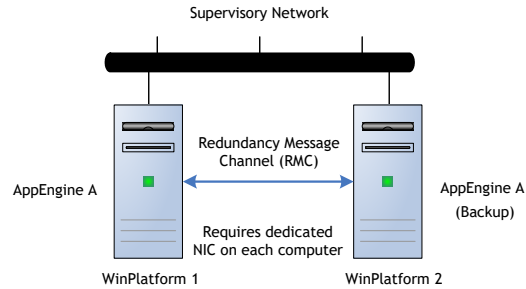 Supervisory Network
Redundancy Message
Channel (RMC)
AppEngine A
AppEngine A
(Backup)
Requires dedicated
NIC on each computer
WinPlatform 1
WinPlatform 2